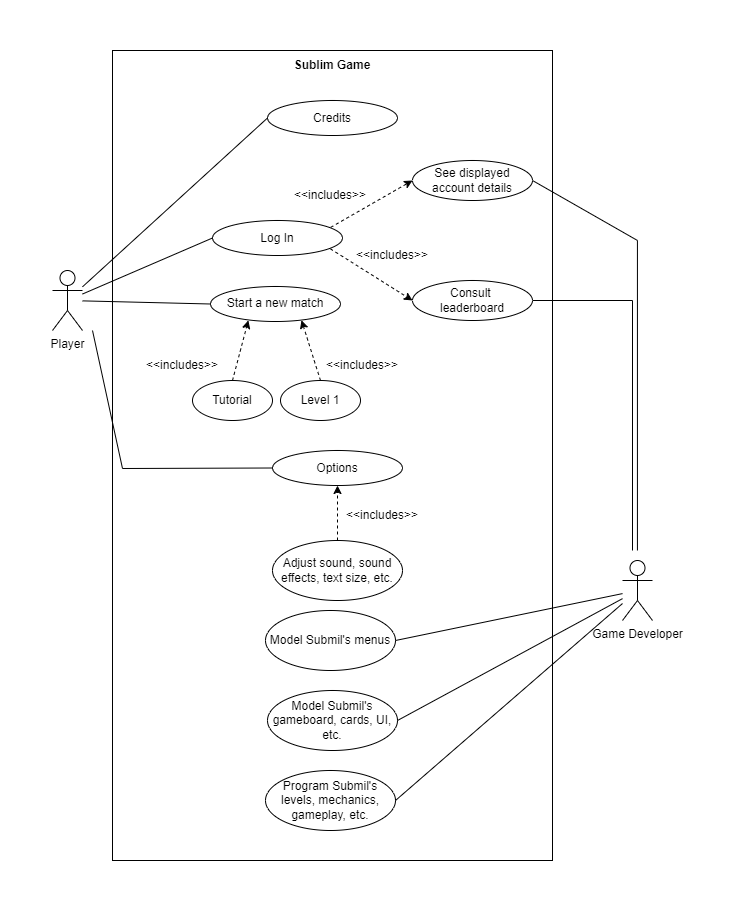 Sublim Game
Credits
See displayed
account details
<<includes>>
Log In
<<includes>>
Consult
leaderboard
Start a new match
Player
<<includes>>
<<includes>>
Tutorial
Level 1
Options
<<includes>>
Adjust sound, sound
effects, text size, etc.
Model Submil's menus
Game Developer
Model Submil's
gameboard, cards, UI,
etc.
Program Submil's
levels, mechanics,
gameplay, etc.